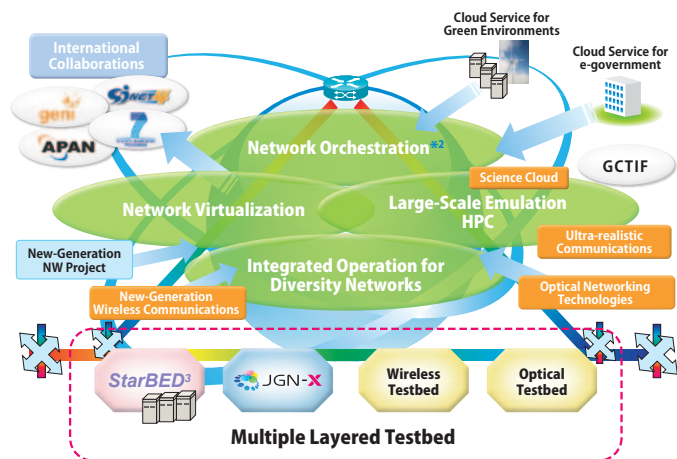 Cloud Service for
Green Environments
Cloud Service for
e-government
International
Collaborations
geni
SINET4
7
APAN
GCTIF
Network Orchestration*2
Science Cloud
Network Virtualization
Large-Scale Emulation
HPC
Ultra-realistic
Communications
New-Generation
NW Project
Integrated Operation for
Diversity Networks
Optical Networking
Technologies
New-Generation
Wireless Communications
StarBED3
JGN-X
Wireless
Testbed
Optical
Testbed
Multiple Layered Testbed